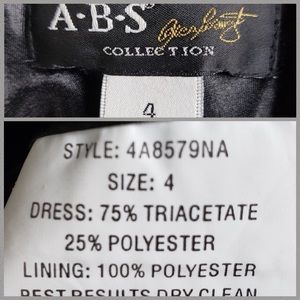 A·B·S
COLLECTION
4
STYLE: 4A8579NA
SIZE: 4
DRESS: 75% TRIACETATE
25% POLYESTER
LINING: 100% POLYESTER
BEST RESULTS DRY CLEAN